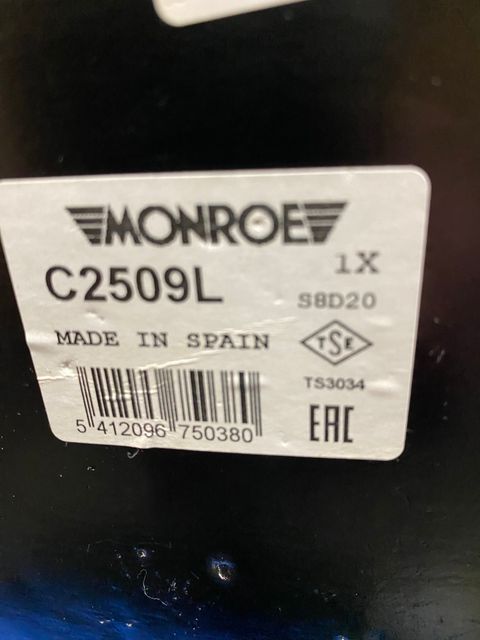 MONROE
C2509L
1X
S8D20
MADE IN SPAIN
TSE
TS3034
5 412096 750380
EAC